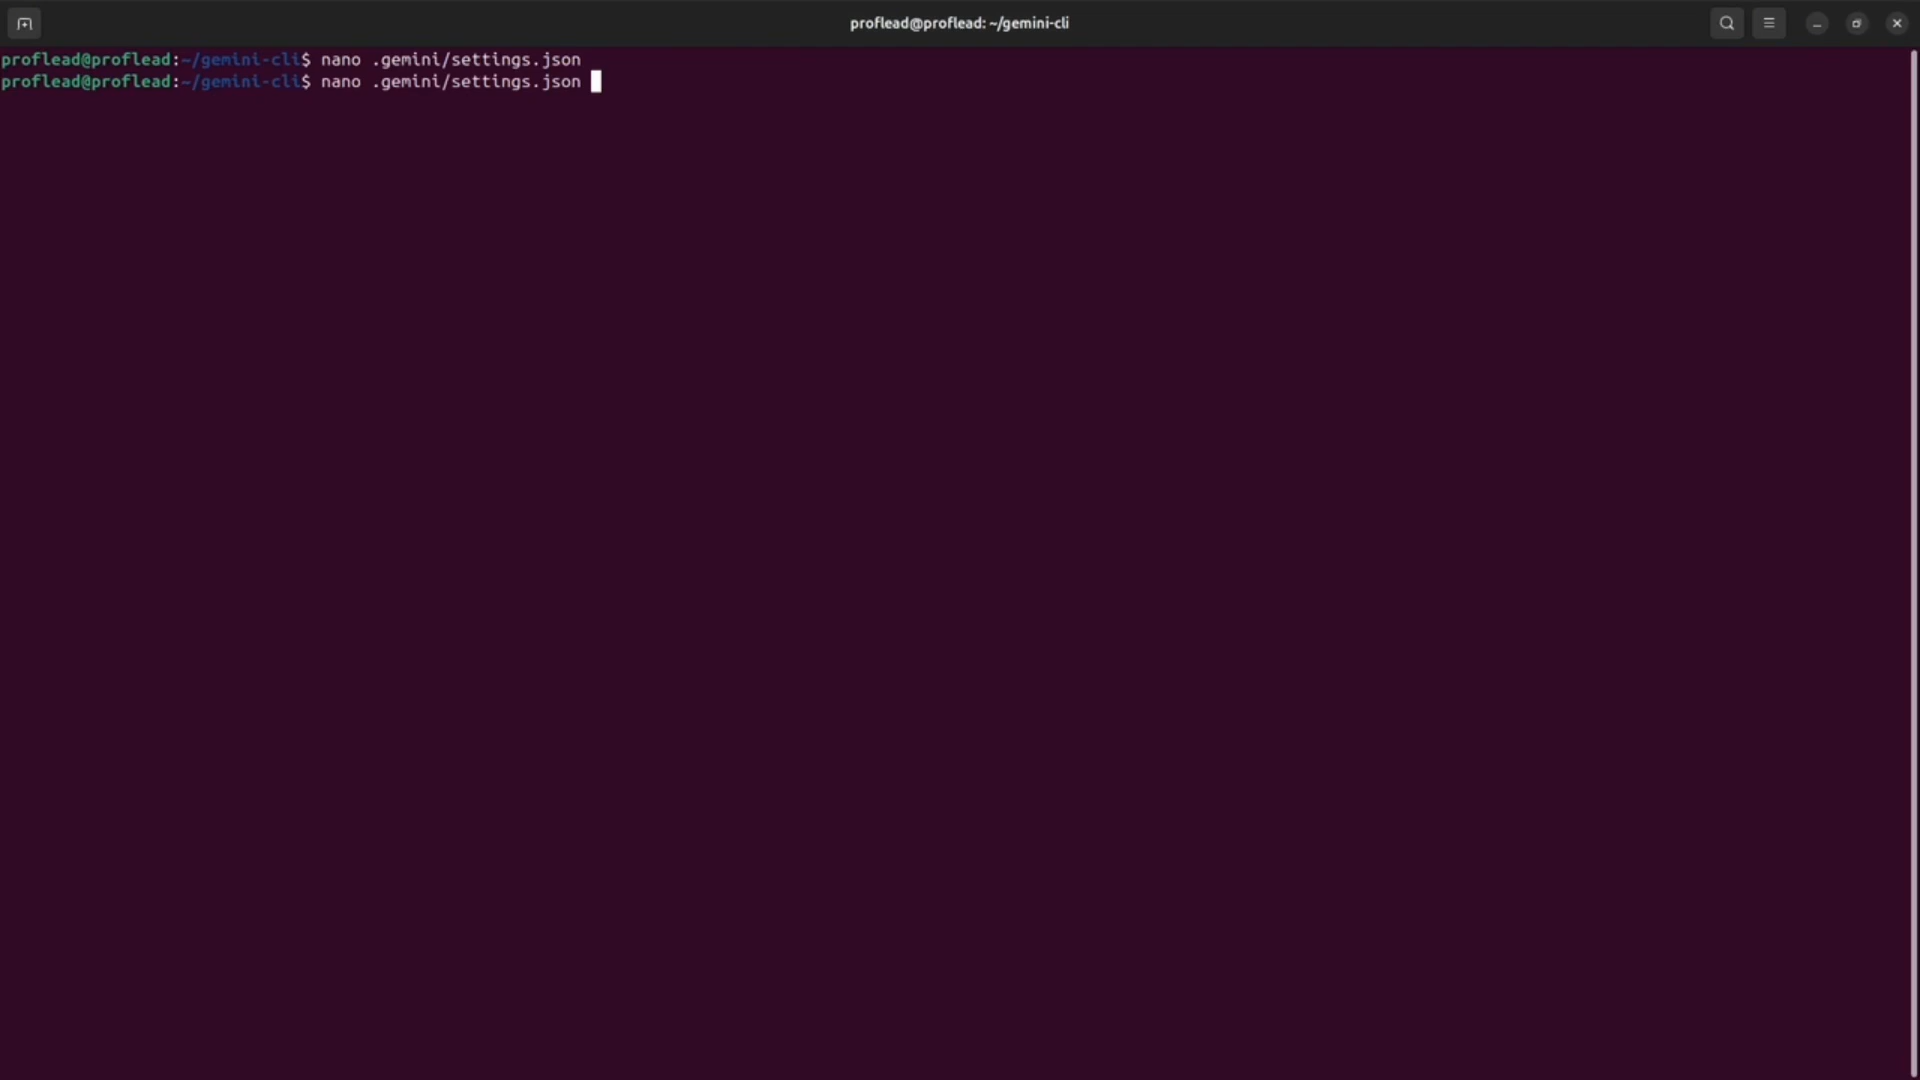 proflead@proflead: ~/gemini-cli
proflead@proflead:~/gemini-cli$ nano .gemini/settings.json
proflead@proflead:~/gemini-cli$ nano .gemini/settings.json